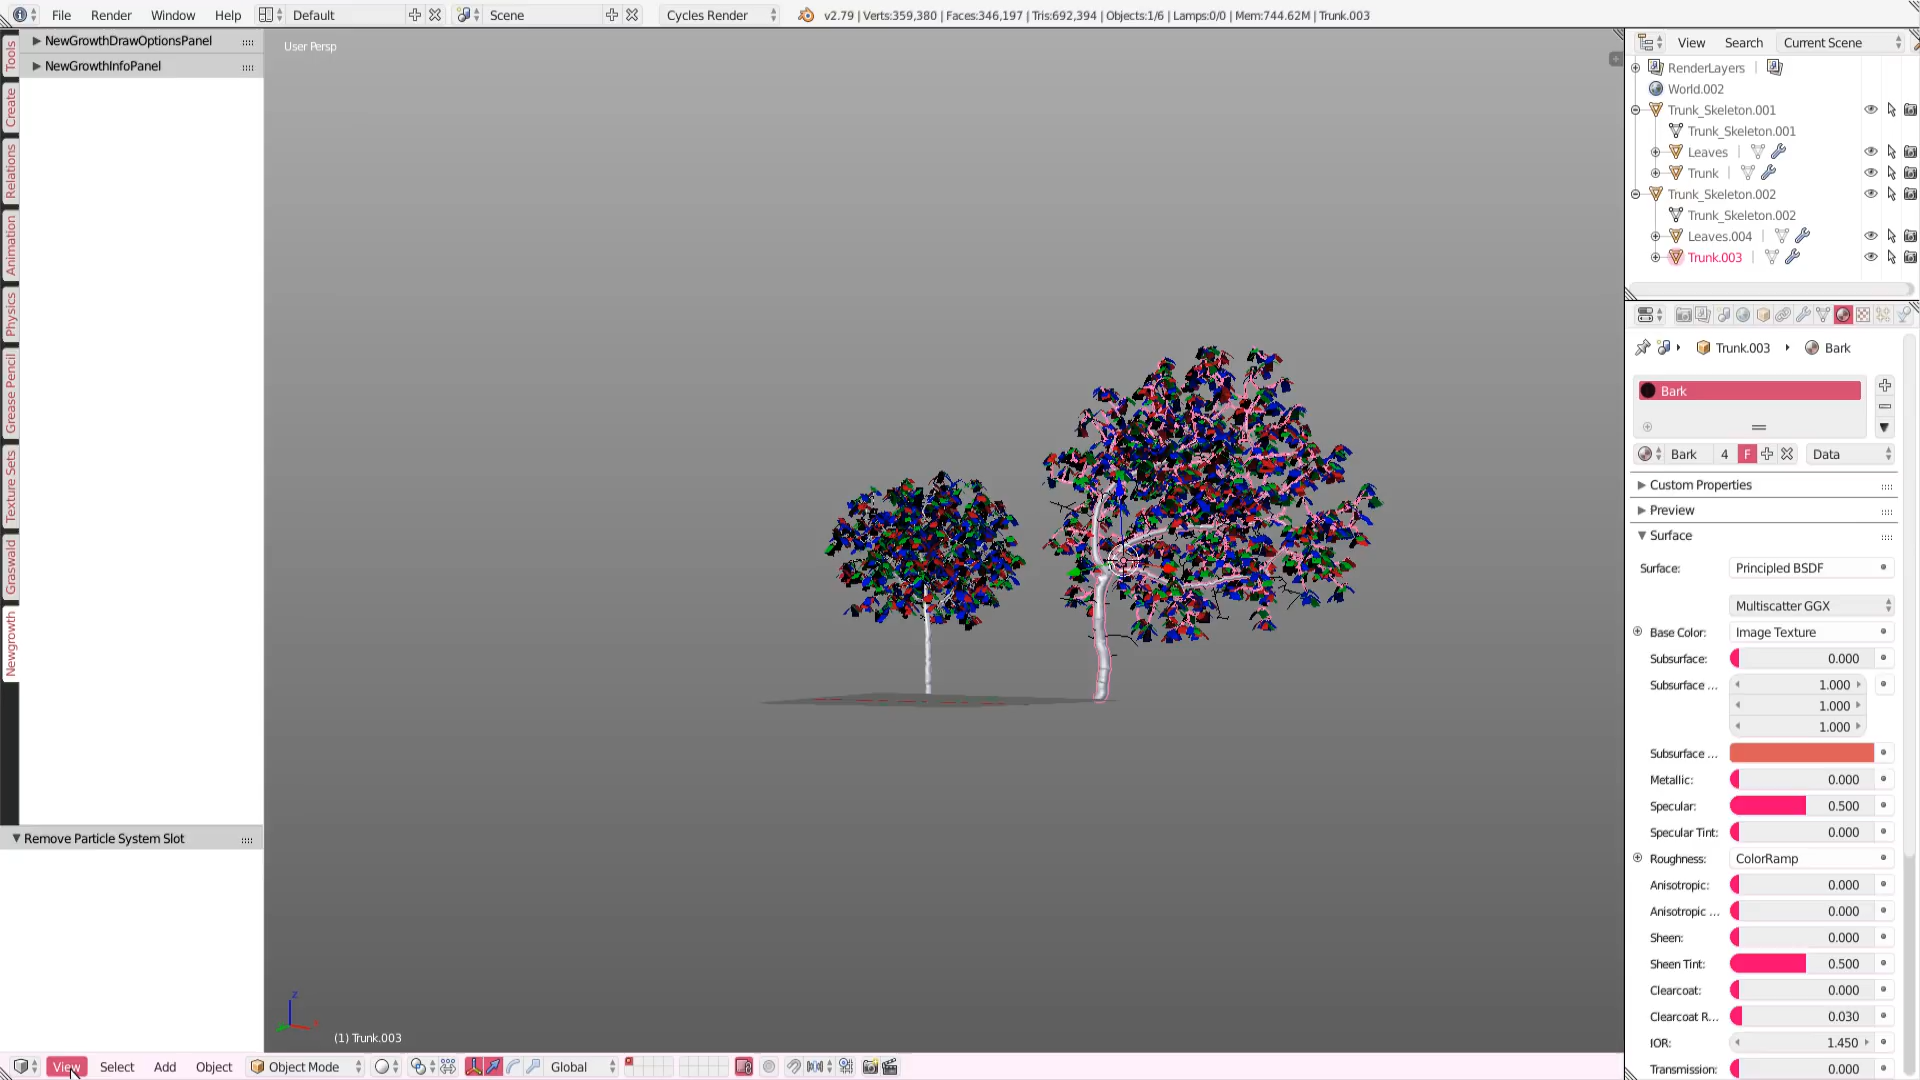 File Render Window Help Default Scene Cycles Render v2.79 | Verts:359,380 | Faces:346,197 | Tris:692,394 | Objects:1/6 | Lamps:0/0 | Mem:744.62M | Trunk.003
Tools
Create
Relations
Animation
Physics
Grease Pencil
Texture Sets
Graswald
Newgrowth
NewGrowthDrawOptionsPanel
NewGrowthInfoPanel
Remove Particle System Slot
User Persp
z
(1) Trunk.003
View Select Add Object Object Mode Global
View Search Current Scene
RenderLayers |
World.002
Trunk_Skeleton.001
Trunk_Skeleton.001
Leaves |
Trunk |
Trunk_Skeleton.002
Trunk_Skeleton.002
Leaves.004 |
Trunk.003 |
Trunk.003 Bark
Bark
Bark 4 F Data
Custom Properties
Preview
Surface
Surface: Principled BSDF
Multiscatter GGX
Base Color: Image Texture
Subsurface: 0.000
Subsurface ... 1.000
1.000
1.000
Subsurface ...
Metallic: 0.000
Specular: 0.500
Specular Tint: 0.000
Roughness: ColorRamp
Anisotropic: 0.000
Anisotropic ... 0.000
Sheen: 0.000
Sheen Tint: 0.500
Clearcoat: 0.000
Clearcoat R... 0.030
IOR: 1.450
Transmission: 0.000